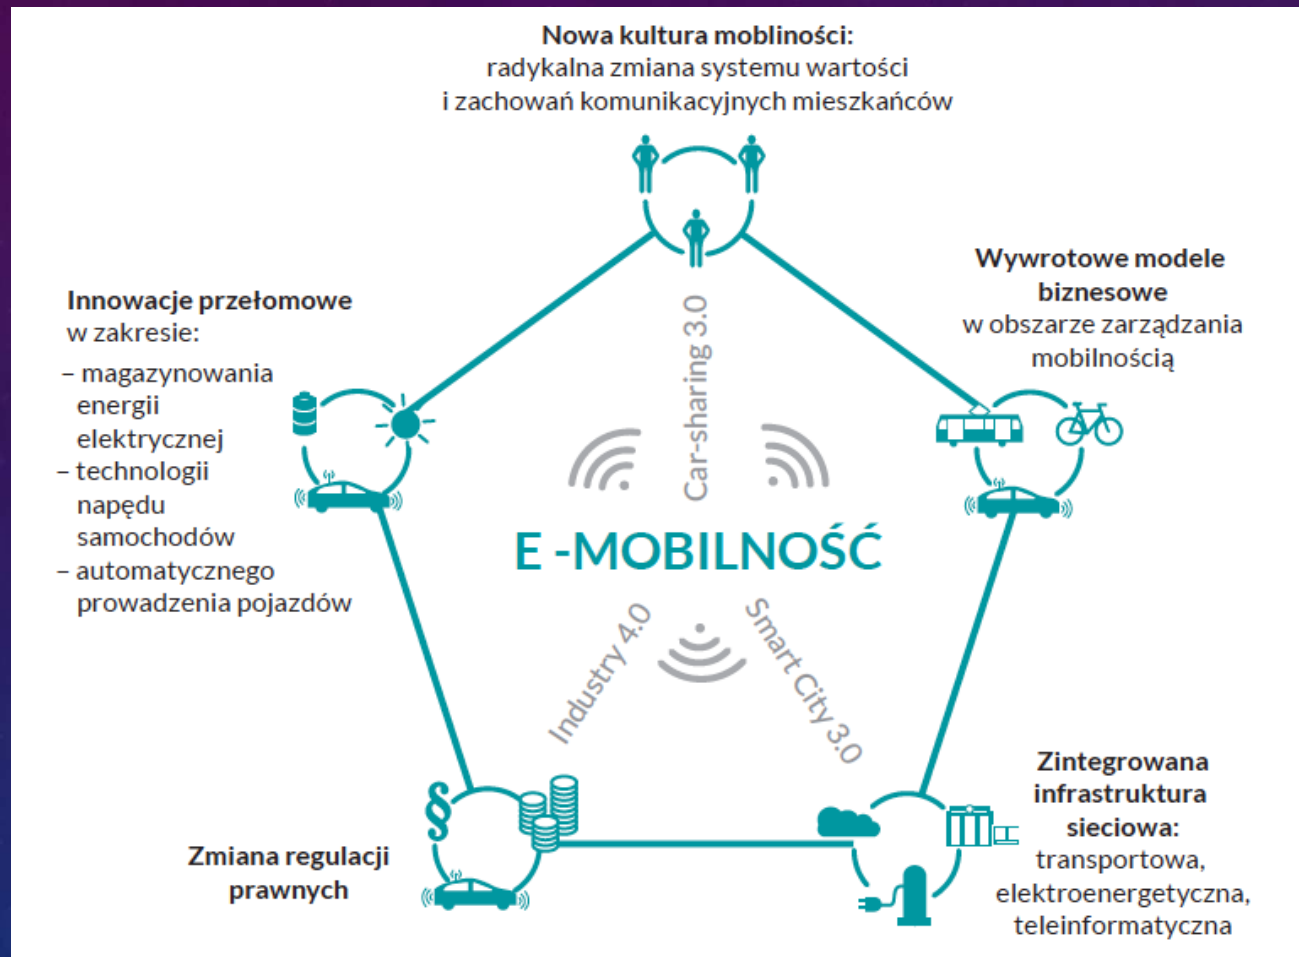 Nowa kultura mobliności:
radykalna zmiana systemu wartości
i zachowań komunikacyjnych mieszkańców
Wywrotowe modele
biznesowe
w obszarze zarządzania
mobilnością
Innowacje przełomowe
w zakresie:
– magazynowania
energii
elektrycznej
– technologii
napędu
samochodów
– automatycznego
prowadzenia pojazdów
Car-sharing 3.0
E -MOBILNOŚĆ
Industry 4.0
Smart City 3.0
Zmiana regulacji
prawnych
§
Zintegrowana
infrastruktura
sieciowa:
transportowa,
elektroenergetyczna,
teleinformatyczna